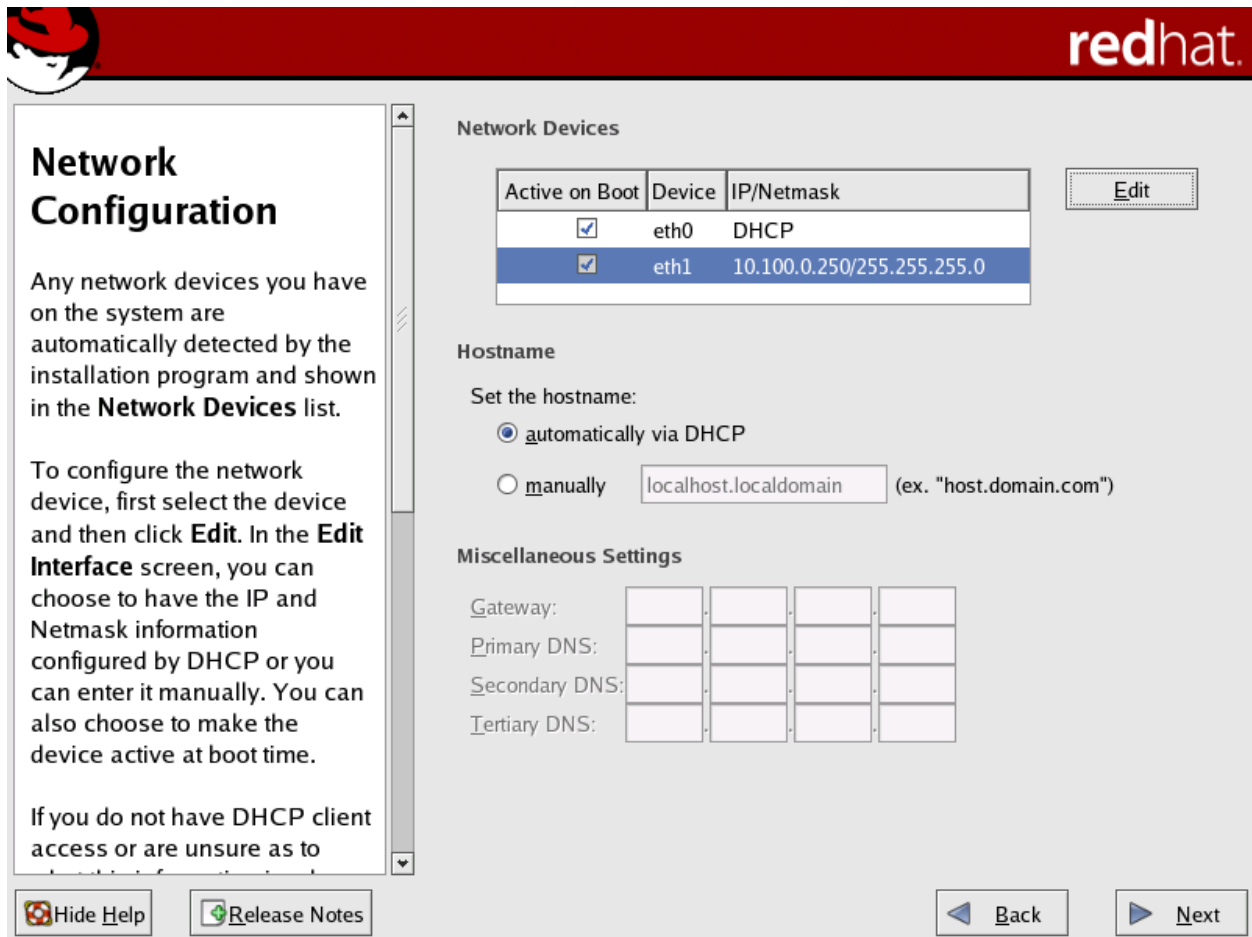 redhat.
Network
Configuration
Any network devices you have
on the system are
automatically detected by the
installation program and shown
in the Network Devices list.
To configure the network
device, first select the device
and then click Edit. In the Edit
Interface screen, you can
choose to have the IP and
Netmask information
configured by DHCP or you
can enter it manually. You can
also choose to make the
device active at boot time.
If you do not have DHCP client
access or are unsure as to
Network Devices
Active on Boot Device IP/Netmask
eth0 DHCP
eth1 10.100.0.250/255.255.255.0
Edit
Hostname
Set the hostname:
automatically via DHCP
manually localhost.localdomain (ex. "host.domain.com")
Miscellaneous Settings
Gateway: . . .
Primary DNS: . . .
Secondary DNS: . . .
Tertiary DNS: . . .
Hide Help
Release Notes
Back
Next